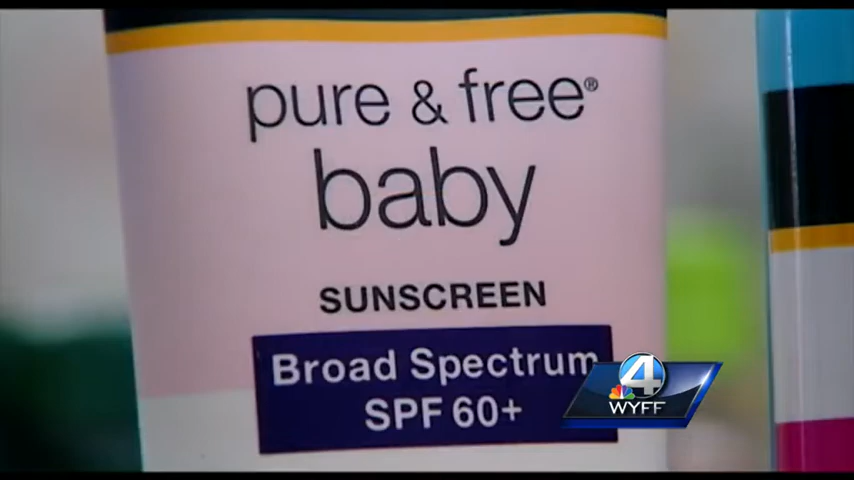 pure & free®
baby
SUNSCREEN
Broad Spectrum
SPF 60+
4
WYFF